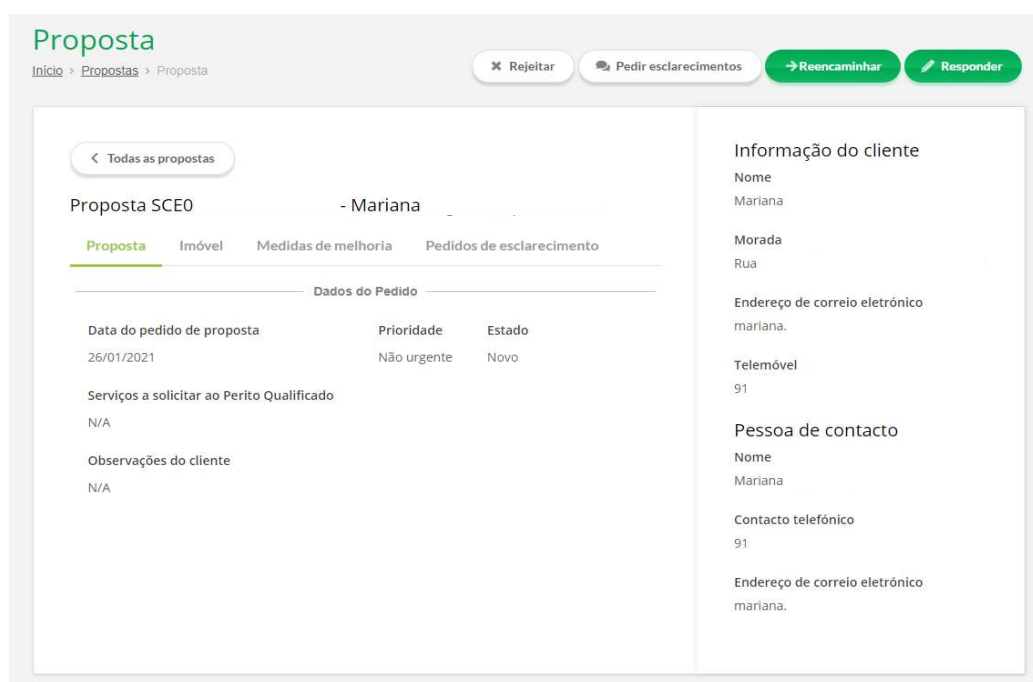 Proposta
Início > Propostas > Proposta
Rejeitar
Pedir esclarecimentos
Reencaminhar
Responder
Todas as propostas
Proposta SCE0 - Mariana
Proposta Imóvel Medidas de melhoria Pedidos de esclarecimento
Dados do Pedido
Data do pedido de proposta Prioridade Estado
26/01/2021 Não urgente Novo
Serviços a solicitar ao Perito Qualificado
N/A
Observações do cliente
N/A
Informação do cliente
Nome
Mariana
Morada
Rua
Endereço de correio eletrónico
mariana.
Telemóvel
91
Pessoa de contacto
Nome
Mariana
Contacto telefónico
91
Endereço de correio eletrónico
mariana.